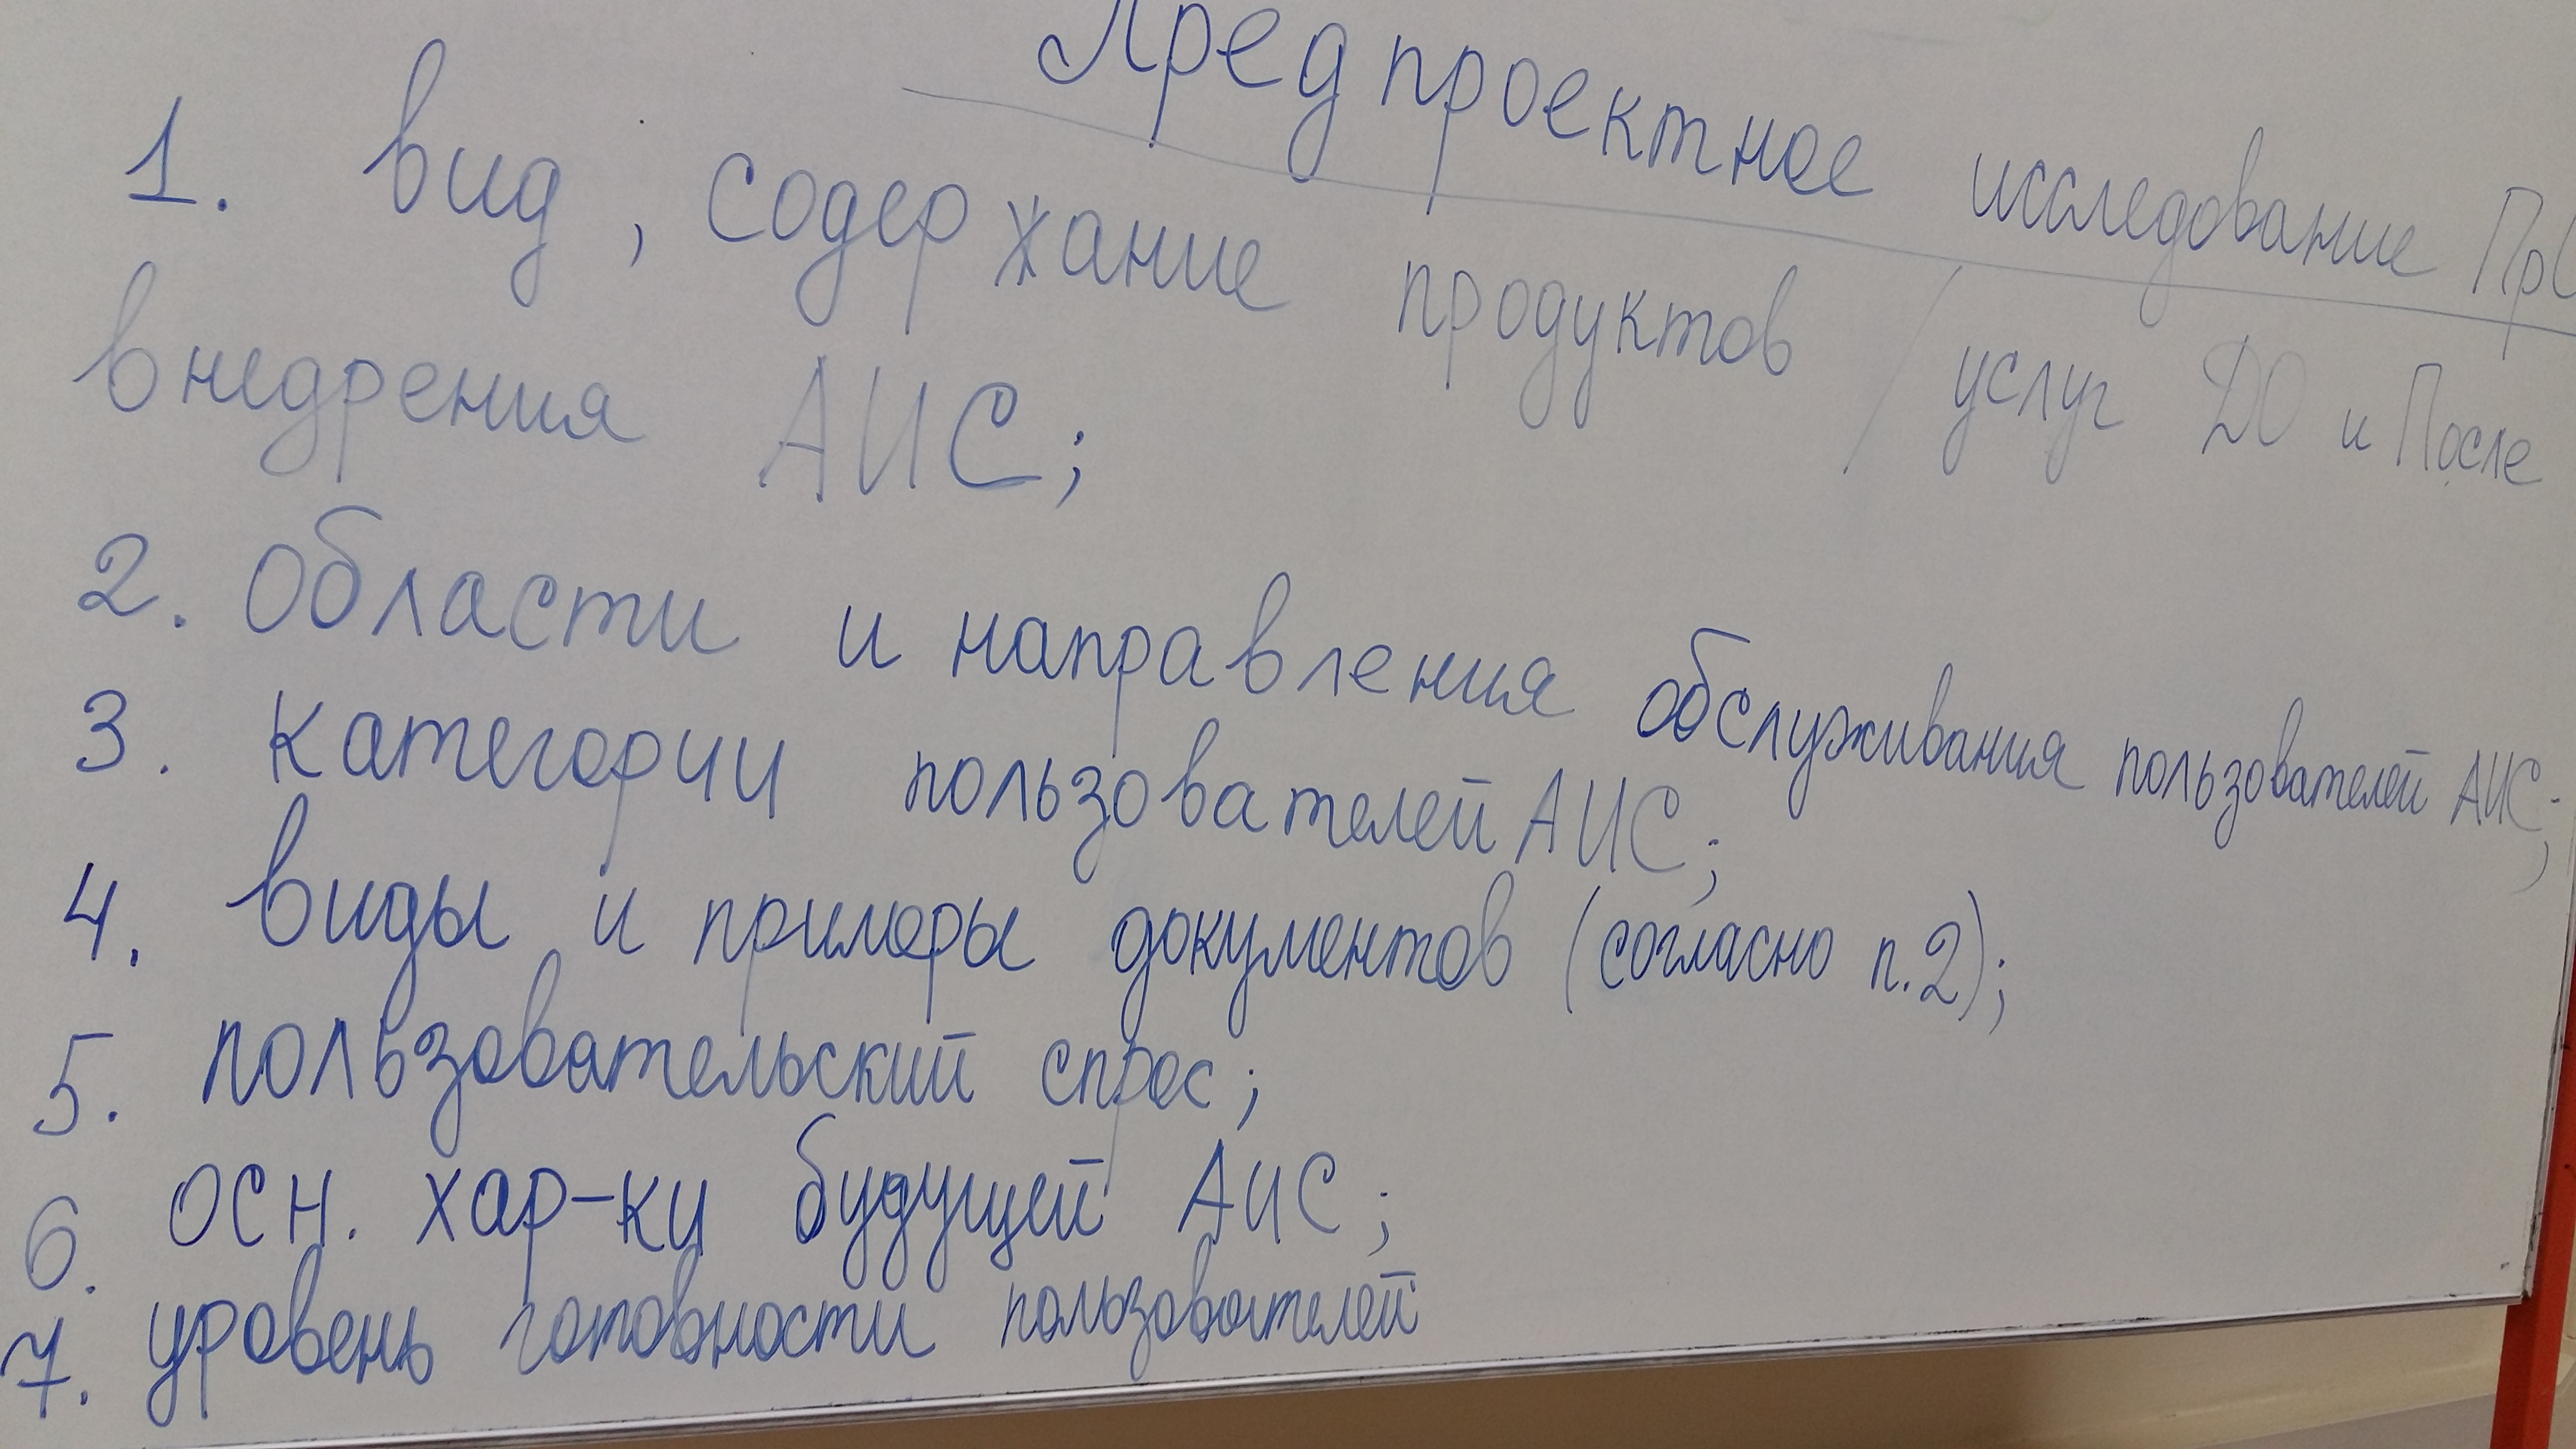 Предпроектное исследование
1. вид, содержание продуктов / услуг ДО и После
внедрения АИС;
2. Области и направления обслуживания пользователей АИС;
3. категории пользователей АИС;
4. виды и примеры документов (согласно п.2);
5. пользовательский спрос;
6. осн. хар-ки будущей АИС;
7. уровень готовности пользователей